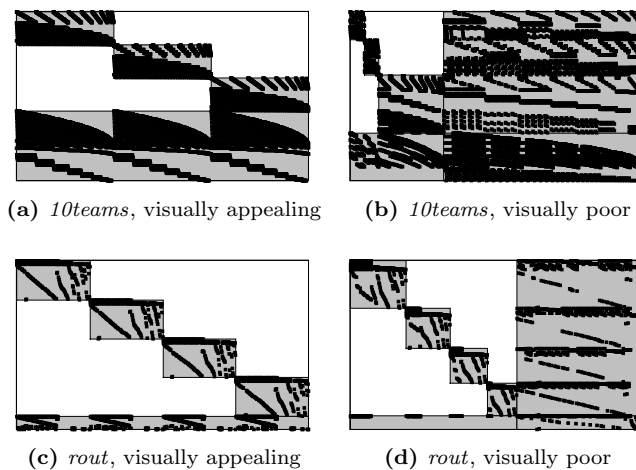 (a) 10teams, visually appealing
(b) 10teams, visually poor
(c) rout, visually appealing
(d) rout, visually poor